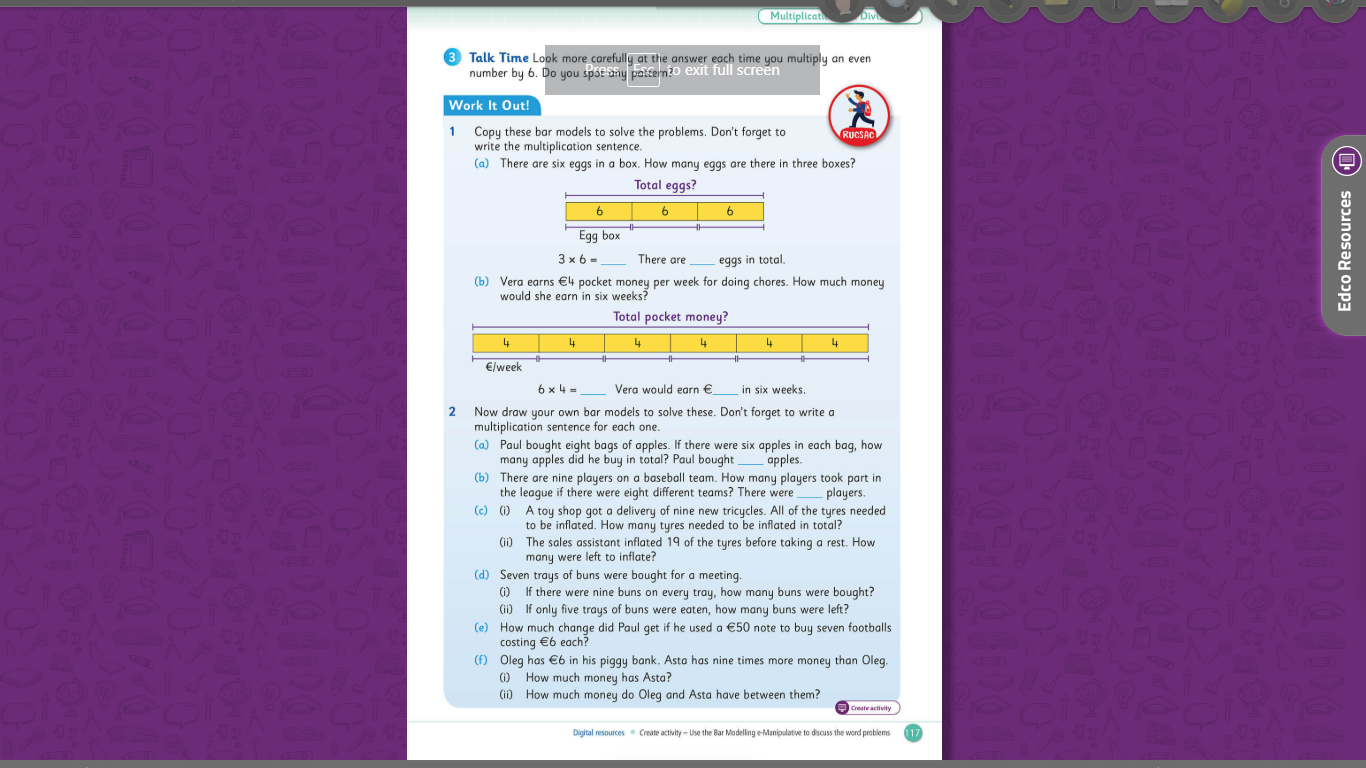 Multiplicati Divi
3 Talk Time Look more carefully at the answer each time you multiply an even
number by 6. Do you spot any pattern?
Press Esc to exit full screen
Work It Out!
RUCSAC
1 Copy these bar models to solve the problems. Don't forget to
write the multiplication sentence.
(a) There are six eggs in a box. How many eggs are there in three boxes?
Total eggs?
6 6 6
Egg box
3 × 6 = ____ There are ____ eggs in total.
(b) Vera earns €4 pocket money per week for doing chores. How much money
would she earn in six weeks?
Total pocket money?
4 4 4 4 4 4
€/week
6 × 4 = ____ Vera would earn €____ in six weeks.
2 Now draw your own bar models to solve these. Don't forget to write a
multiplication sentence for each one.
(a) Paul bought eight bags of apples. If there were six apples in each bag, how
many apples did he buy in total? Paul bought ____ apples.
(b) There are nine players on a baseball team. How many players took part in
the league if there were eight different teams? There were ____ players.
(c) (i) A toy shop got a delivery of nine new tricycles. All of the tyres needed
to be inflated. How many tyres needed to be inflated in total?
(ii) The sales assistant inflated 19 of the tyres before taking a rest. How
many were left to inflate?
(d) Seven trays of buns were bought for a meeting.
(i) If there were nine buns on every tray, how many buns were bought?
(ii) If only five trays of buns were eaten, how many buns were left?
(e) How much change did Paul get if he used a €50 note to buy seven footballs
costing €6 each?
(f) Oleg has €6 in his piggy bank. Asta has nine times more money than Oleg.
(i) How much money has Asta?
(ii) How much money do Oleg and Asta have between them?
Create activity
Digital resources • Create activity – Use the Bar Modelling e-Manipulative to discuss the word problems 117
Edco Resources